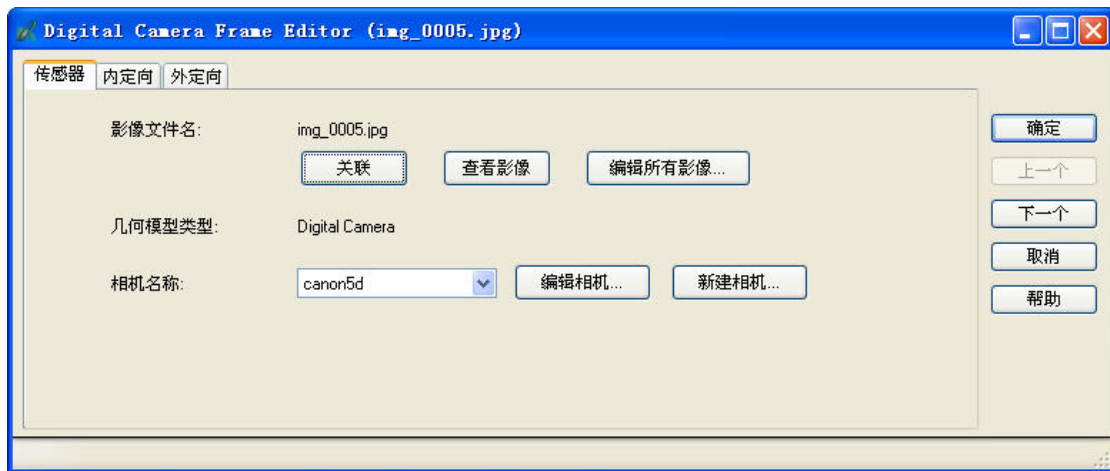 Digital Camera Frame Editor (img_0005.jpg)
传感器 内定向 外定向
影像文件名: img_0005.jpg
确定
关联 查看影像 编辑所有影像...
上一个
下一个
几何模型类型: Digital Camera
取消
相机名称: canon5d 编辑相机... 新建相机...
帮助